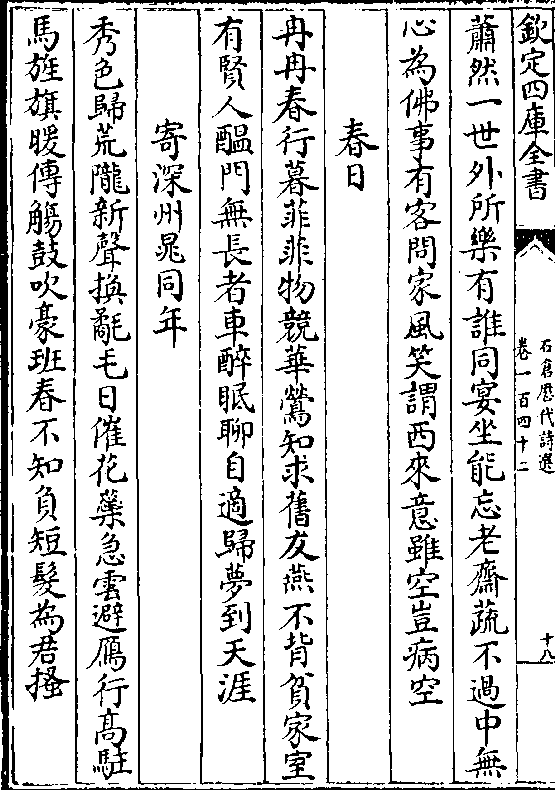 欽定四庫全書
石倉歷代詩選
卷一百四十二
十八
蕭然一世外所樂有誰同宴坐能忘老齋蔬不過中無
心為佛事有客問家風笑謂西來意雖空豈病空
春日
冉冉春行暮菲菲物競華鶯知求舊友燕不背貧家室
有賢人醞門無長者車醉眠聊自適歸夢到天涯
寄深州晁同年
秀色歸荒隴新聲換氄毛日催花蘂急雲避鴈行高駐
馬旌旗暖傳觴鼓吹豪班春不知負短髮為君搔